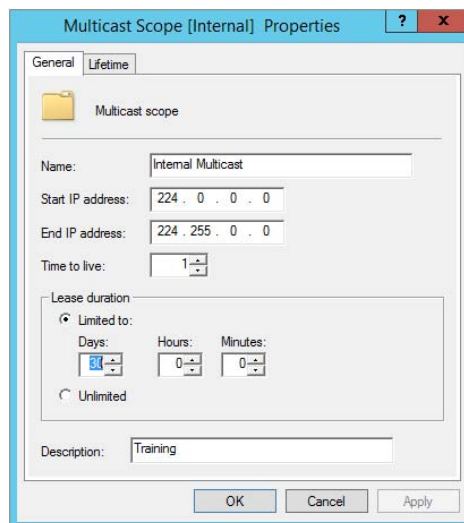 Multicast Scope [Internal] Properties ? x
General Lifetime
Multicast scope
Name: Internal Multicast
Start IP address: 224 . 0 . 0 . 0
End IP address: 224 . 255 . 0 . 0
Time to live: 1
Lease duration
Limited to:
Days: Hours: Minutes:
30 0 0
Unlimited
Description: Training
OK Cancel Apply